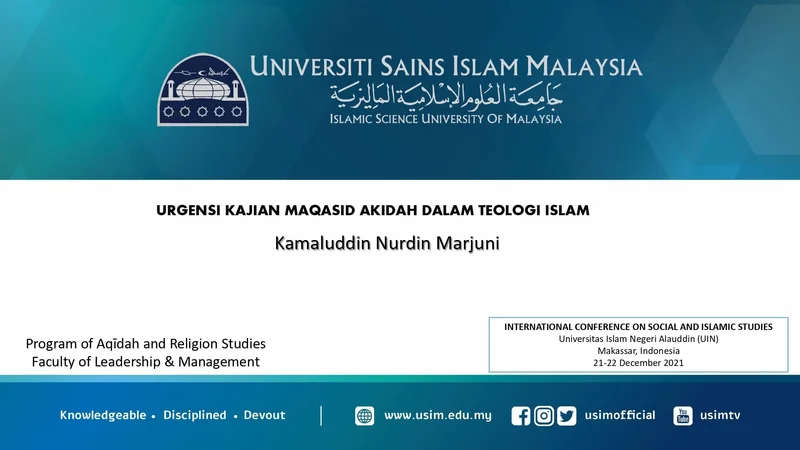 UNIVERSITI SAINS ISLAM MALAYSIA
جامعة العلوم الإسلامية الماليزية
ISLAMIC SCIENCE UNIVERSITY OF MALAYSIA
URGENSI KAJIAN MAQASID AKIDAH DALAM TEOLOGI ISLAM
Kamaluddin Nurdin Marjuni
Program of Aqīdah and Religion Studies
Faculty of Leadership & Management
INTERNATIONAL CONFERENCE ON SOCIAL AND ISLAMIC STUDIES
Universitas Islam Negeri Alauddin (UIN)
Makassar, Indonesia
21-22 December 2021
Knowledgeable • Disciplined • Devout | www.usim.edu.my usimofficial You Tube usimtv